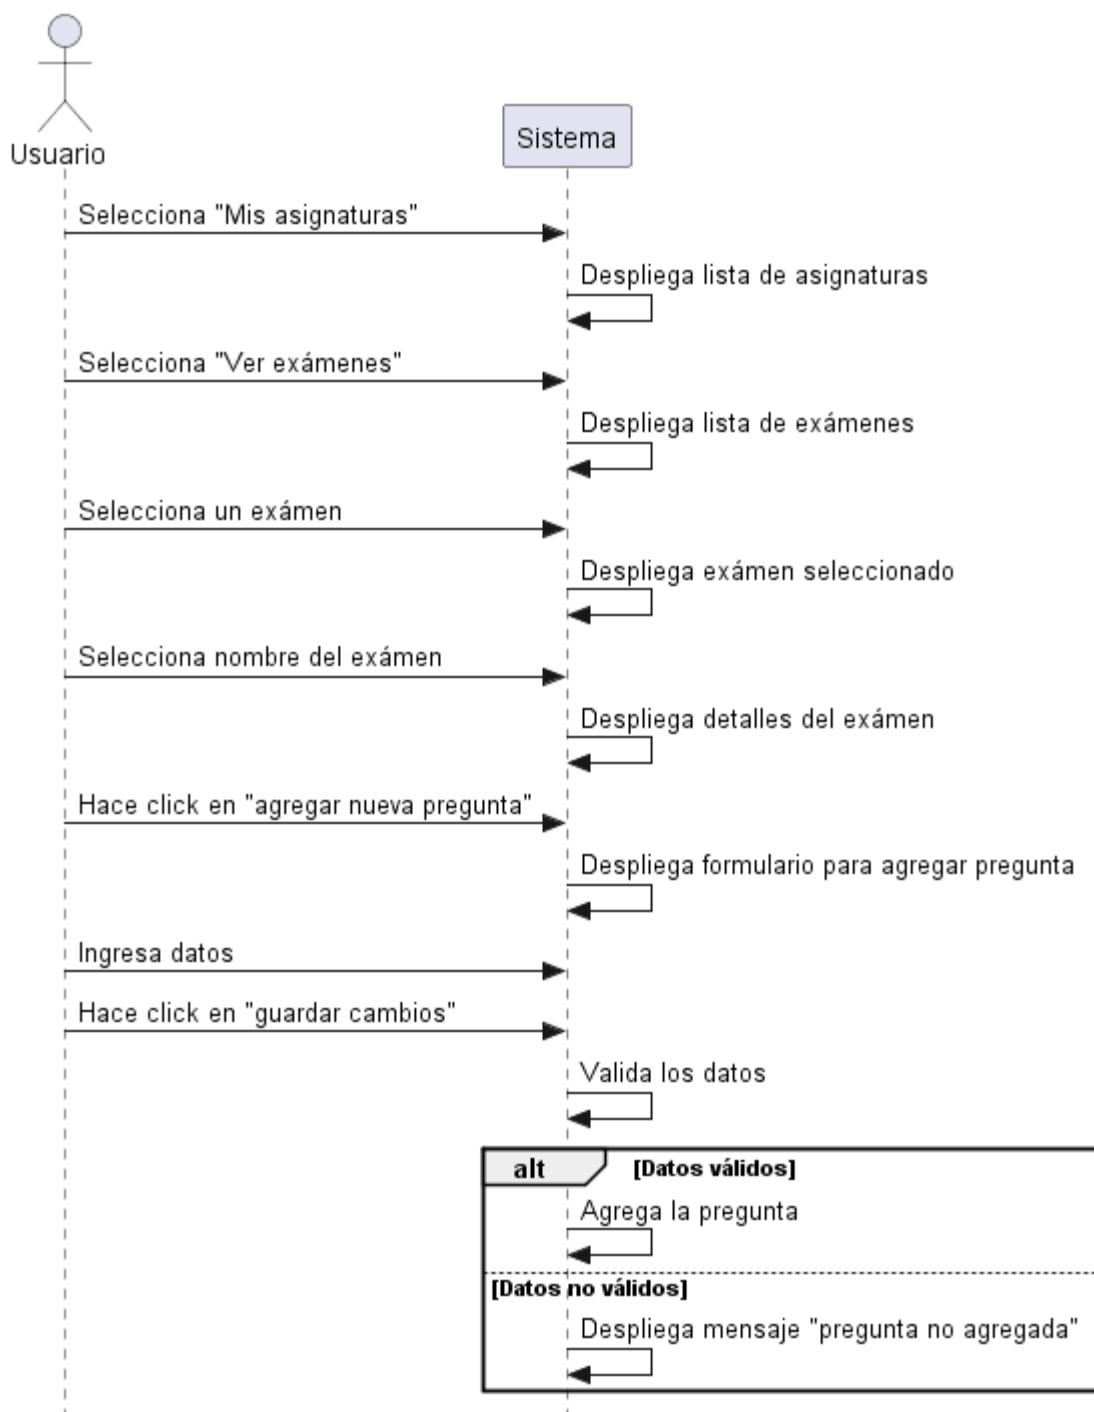 Usuario
Sistema
Selecciona "Mis asignaturas"
Despliega lista de asignaturas
Selecciona "Ver exámenes"
Despliega lista de exámenes
Selecciona un exámen
Despliega exámen seleccionado
Selecciona nombre del exámen
Despliega detalles del exámen
Hace click en "agregar nueva pregunta"
Despliega formulario para agregar pregunta
Ingresa datos
Hace click en "guardar cambios"
Valida los datos
alt [Datos válidos]
Agrega la pregunta
[Datos no válidos]
Despliega mensaje "pregunta no agregada"